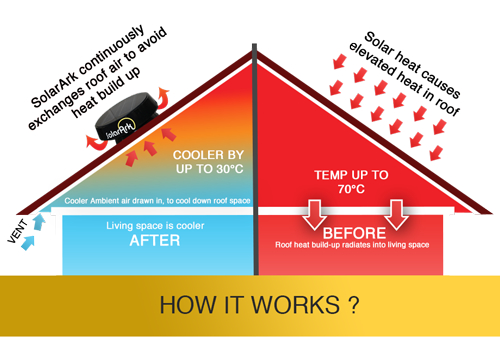 SolarArk continuously
exchanges roof air to avoid
heat build up
Solar heat causes
elevated heat in roof
SolarArk
COOLER BY
UP TO 30°C
TEMP UP TO
70°C
Cooler Ambient air drawn in, to cool down roof space
VENT
Living space is cooler
AFTER
BEFORE
Roof heat build-up radiates into living space
HOW IT WORKS ?